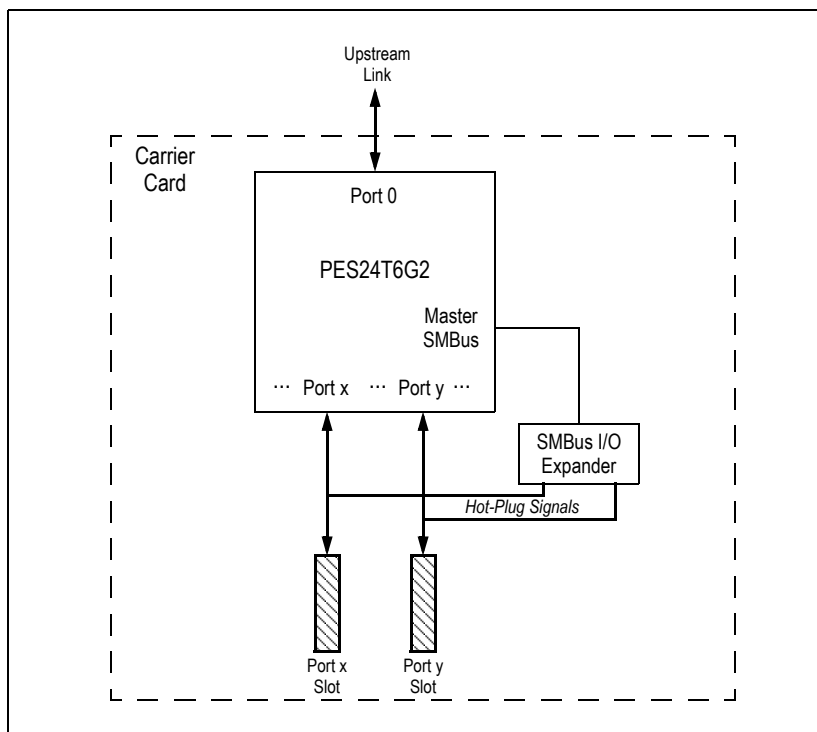 Upstream
Link
Carrier
Card
Port 0
PES24T6G2
Master
SMBus
... Port x ... Port y ...
SMBus I/O
Expander
Hot-Plug Signals
Port x
Slot
Port y
Slot